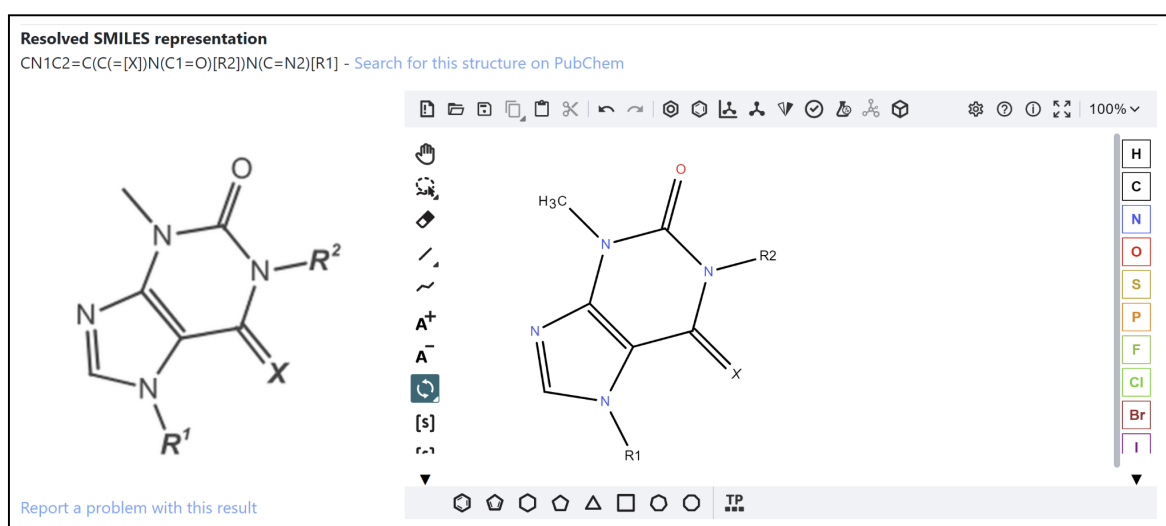 Resolved SMILES representation
CN1C2=C(C(=[X])N(C1=O)[R2])N(C=N2)[R1] - Search for this structure on PubChem
100%
O
N
N
R²
N
X
N
R¹
A+
A-
[s]
O
H₃C
N
N
R2
N
X
N
R1
H
C
N
O
S
P
F
Cl
Br
I
Report a problem with this result
TP